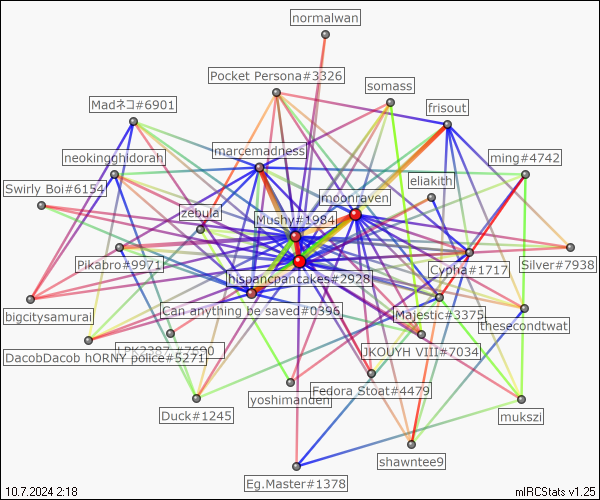 normalwan
Pocket Persona#3326
somass
Madネコ#6901
frisout
marcemadness
neokingghidorah
ming#4742
eliakith
Swirly Boi#6154
moonraven
zebula
Mushy#1984
Pikabro#9971
Cypha#1717
Silver#7938
hispancpancakes#2928
bigcitysamurai
Can anything be saved#0396
Majestic#3375
thesecondtwat
JKOUYH VIII#7034
DacobDacob hORNY police#5271
yoshimanden
Fedora Stoat#4479
Duck#1245
mukszi
shawntee9
Eg.Master#1378
10.7.2024 2:18
mIRCStats v1.25